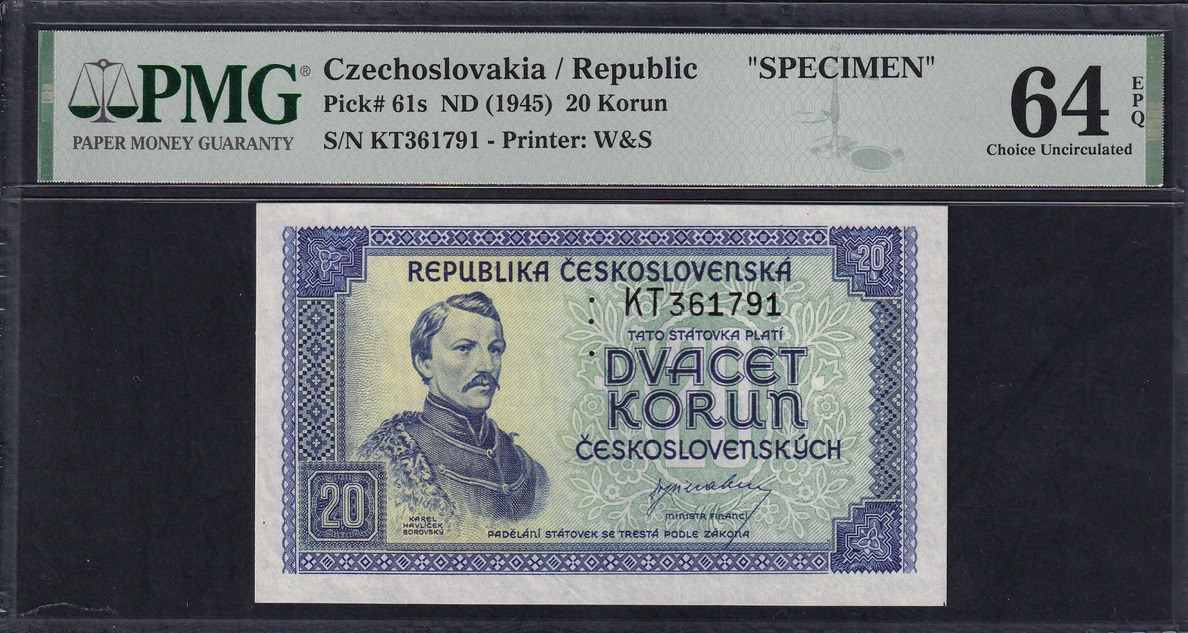 PMG®
PAPER MONEY GUARANTY
Czechoslovakia / Republic "SPECIMEN"
Pick# 61s ND (1945) 20 Korun
S/N KT361791 - Printer: W&S
64 EPQ
Choice Uncirculated
20
REPUBLIKA ČESKOSLOVENSKÁ
KT361791
TATO STÁTOVKA PLATÍ
DVACET
KORUN
ČESKOSLOVENSKÝCH
20
20
KAREL
HAVLÍČEK
BOROVSKÝ
MINISTR FINANCÍ
PADĚLÁNÍ STÁTOVEK SE TRESTÁ PODLE ZÁKONA